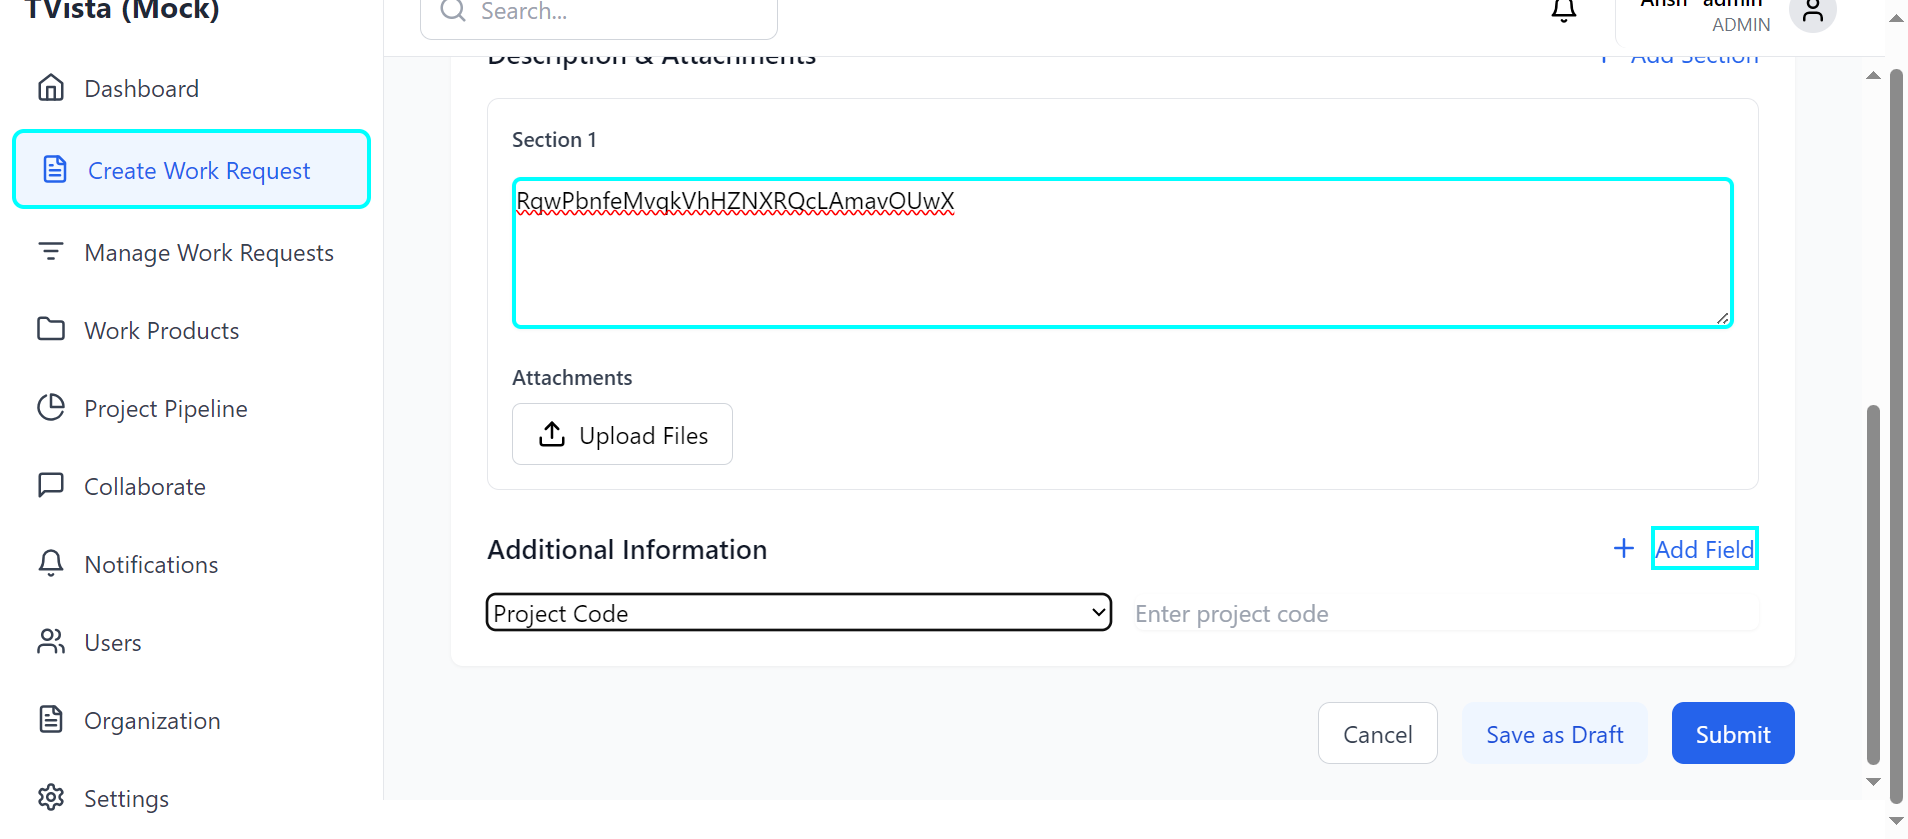 TVista (Mock)
Search...
ADMIN
Dashboard
Create Work Request
Manage Work Requests
Work Products
Project Pipeline
Collaborate
Notifications
Users
Organization
Settings
Description & Attachments
Add Section
Section 1
RqwPbnfeMvqkVhHZNXRQcLAmavOUwX
Attachments
Upload Files
Additional Information
+ Add Field
Project Code
Enter project code
Cancel
Save as Draft
Submit